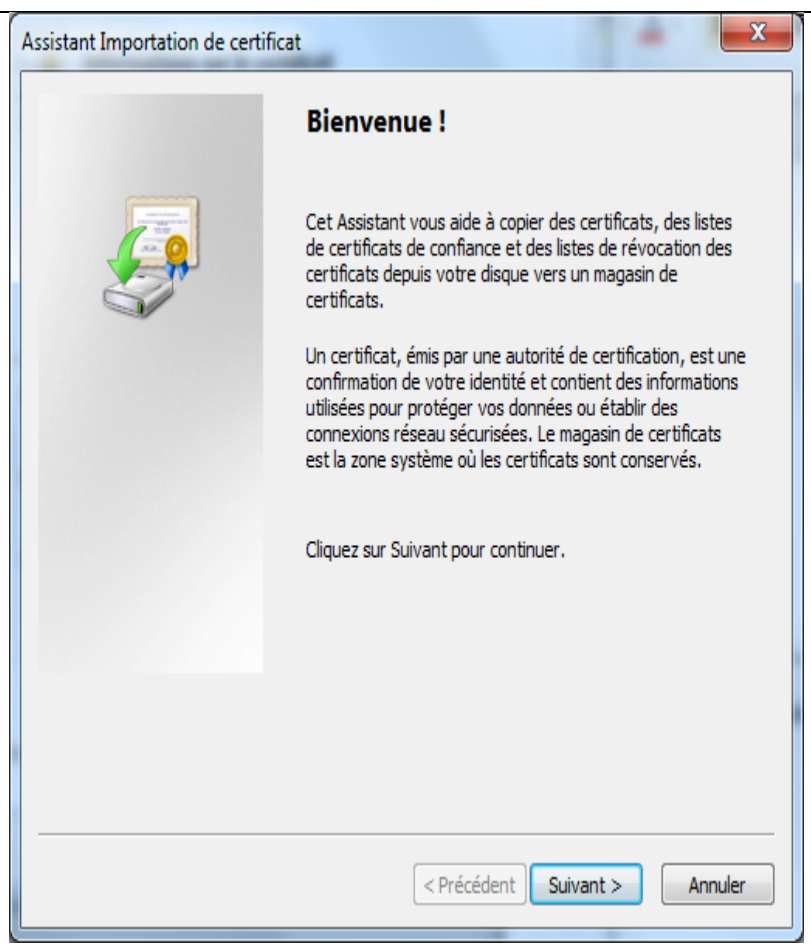 Assistant Importation de certificat
Bienvenue !
Cet Assistant vous aide à copier des certificats, des listes
de certificats de confiance et des listes de révocation des
certificats depuis votre disque vers un magasin de
certificats.
Un certificat, émis par une autorité de certification, est une
confirmation de votre identité et contient des informations
utilisées pour protéger vos données ou établir des
connexions réseau sécurisées. Le magasin de certificats
est la zone système où les certificats sont conservés.
Cliquez sur Suivant pour continuer.
< Précédent Suivant > Annuler